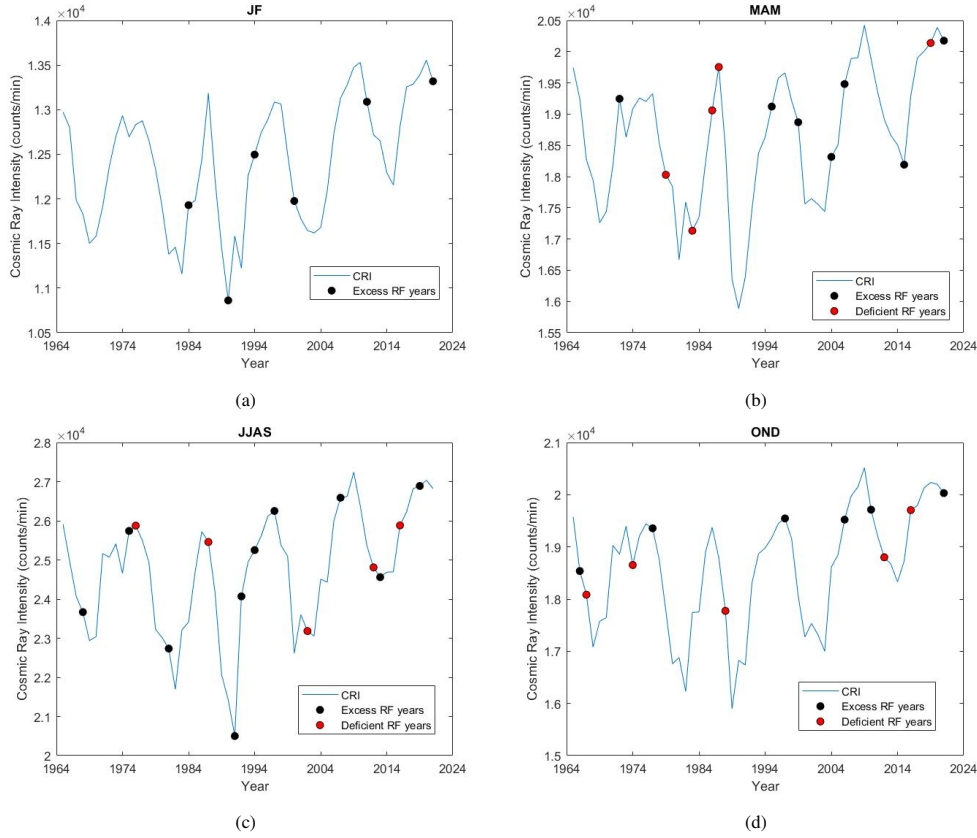 JF
×10⁴
1.4
1.35
1.3
1.25
1.2
1.15
1.1
1.05
Cosmic Ray Intensity (counts/min)
1964 1974 1984 1994 2004 2014 2024
Year
CRI
Excess RF years
(a)
MAM
×10⁴
2.05
2
1.95
1.9
1.85
1.8
1.75
1.7
1.65
1.6
1.55
Cosmic Ray Intensity (counts/min)
1964 1974 1984 1994 2004 2014 2024
Year
CRI
Excess RF years
Deficient RF years
(b)
JJAS
×10⁴
2.8
2.7
2.6
2.5
2.4
2.3
2.2
2.1
2
Cosmic Ray Intensity (counts/min)
1964 1974 1984 1994 2004 2014 2024
Year
CRI
Excess RF years
Deficient RF years
(c)
OND
×10⁴
2.1
2
1.9
1.8
1.7
1.6
1.5
Cosmic Ray Intensity (counts/min)
1964 1974 1984 1994 2004 2014 2024
Year
CRI
Excess RF years
Deficient RF years
(d)